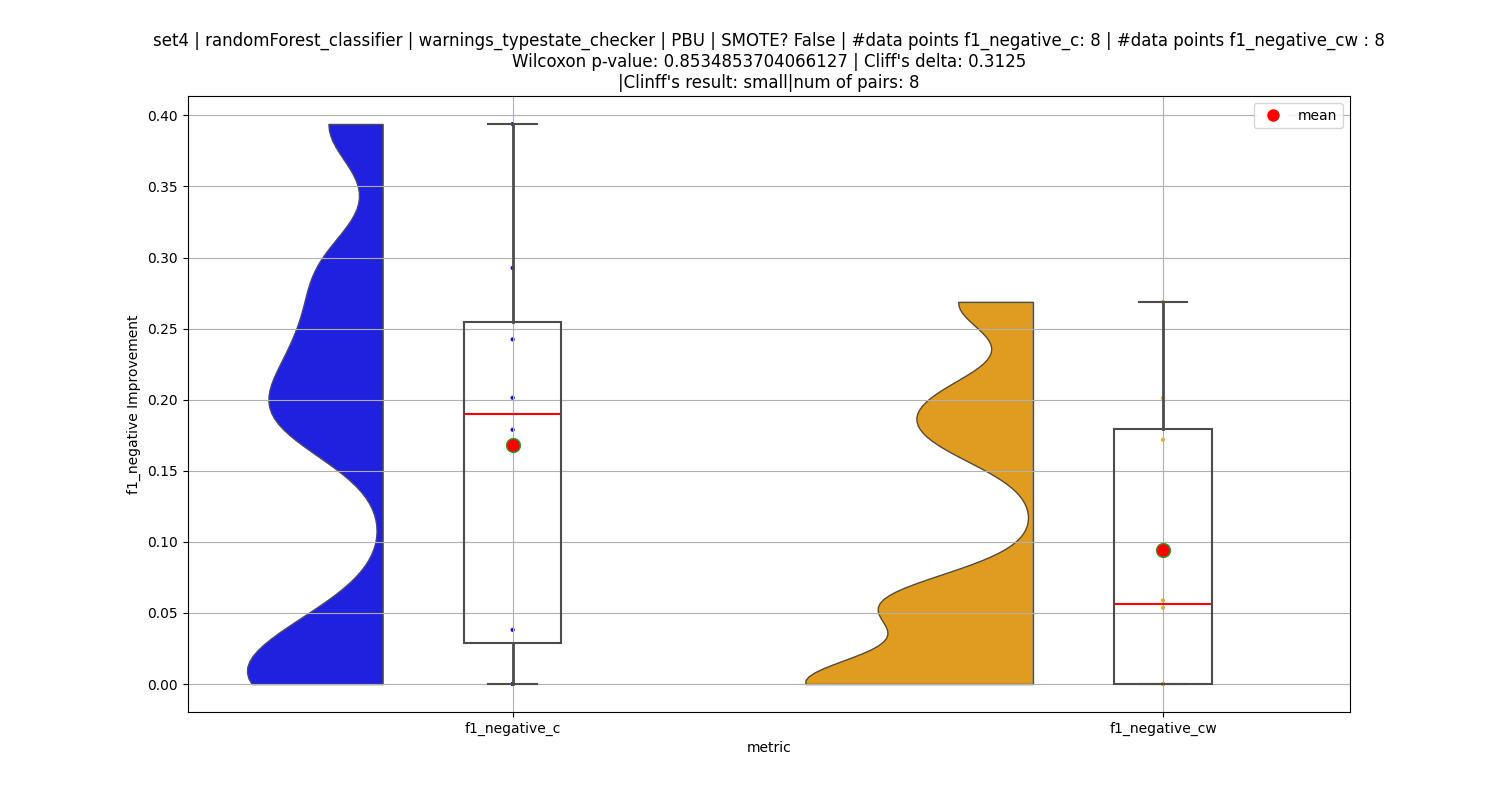 set4 | randomForest_classifier | warnings_typestate_checker | PBU | SMOTE? False | #data points f1_negative_c: 8 | #data points f1_negative_cw : 8
Wilcoxon p-value: 0.8534853704066127 | Cliff's delta: 0.3125
|Clinff's result: small|num of pairs: 8
mean
0.40
0.35
0.30
0.25
0.20
0.15
0.10
0.05
0.00
f1_negative Improvement
f1_negative_c
f1_negative_cw
metric